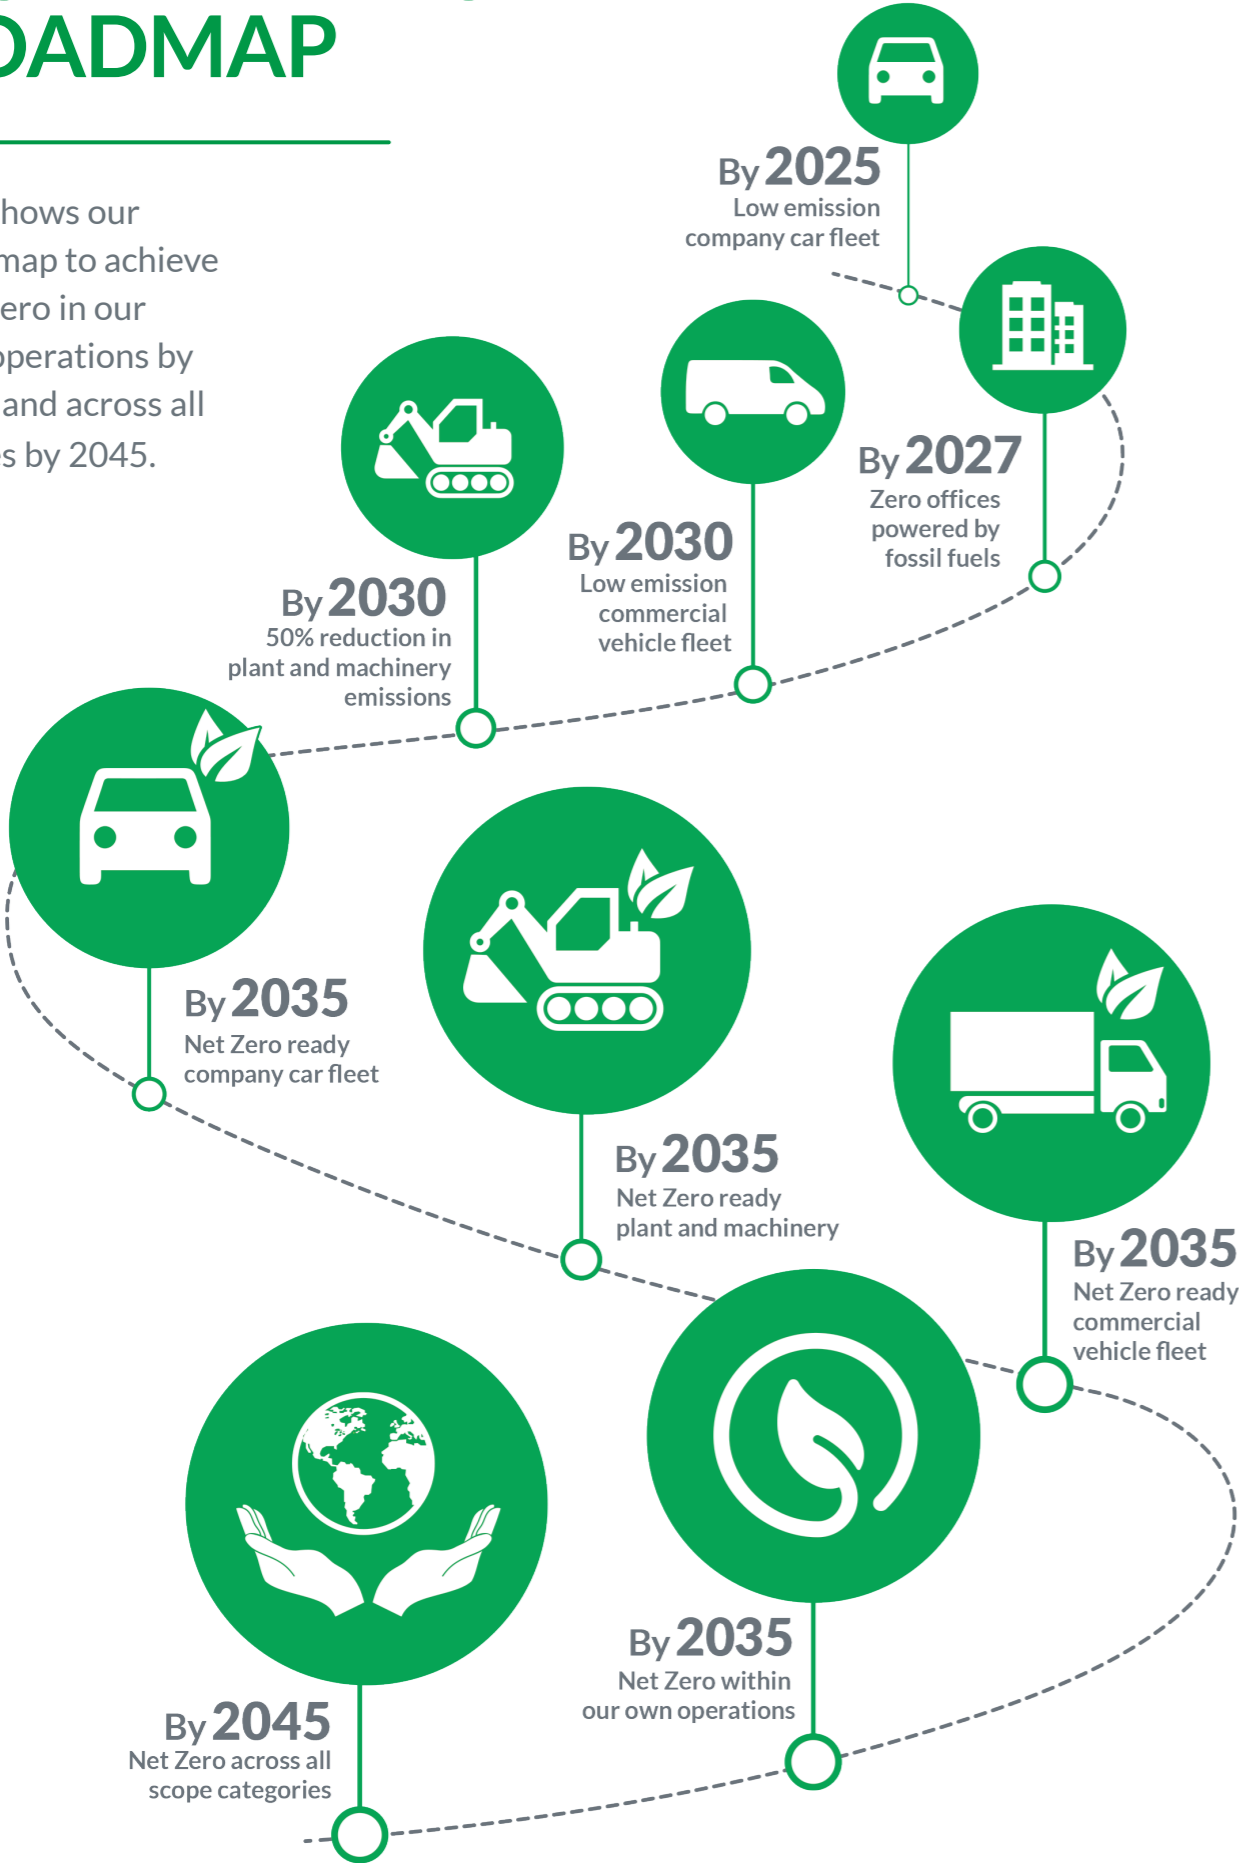 OADMAP
hows our
map to achieve
ero in our
operations by
and across all
s by 2045.
By 2025
Low emission
company car fleet
By 2027
Zero offices
powered by
fossil fuels
By 2030
Low emission
commercial
vehicle fleet
By 2030
50% reduction in
plant and machinery
emissions
By 2035
Net Zero ready
company car fleet
By 2035
Net Zero ready
plant and machinery
By 2035
Net Zero ready
commercial
vehicle fleet
By 2035
Net Zero within
our own operations
By 2045
Net Zero across all
scope categories